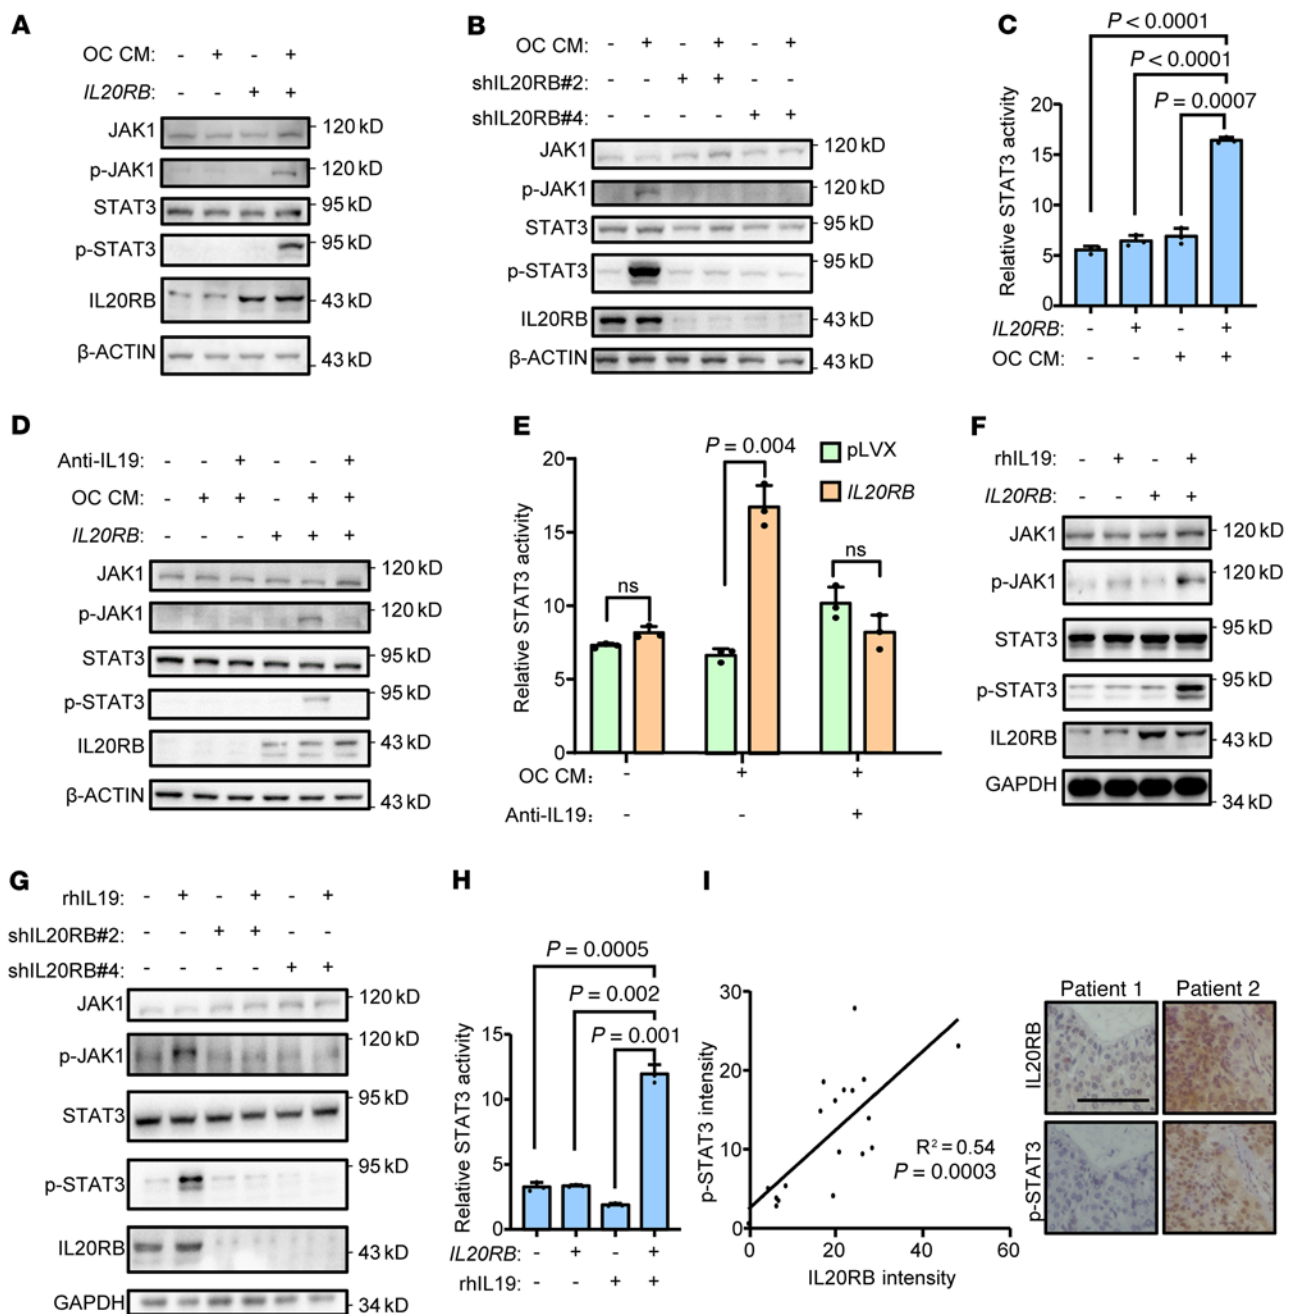 A
OC CM: - + - +
IL20RB: - - + +
JAK1 120 kD
p-JAK1 120 kD
STAT3 95 kD
p-STAT3 95 kD
IL20RB 43 kD
β-ACTIN 43 kD
B
OC CM: - + - + - +
shIL20RB#2: - - + + - -
shIL20RB#4: - - - - + +
JAK1 120 kD
p-JAK1 120 kD
STAT3 95 kD
p-STAT3 95 kD
IL20RB 43 kD
β-ACTIN 43 kD
C
P < 0.0001
P < 0.0001
P = 0.0007
Relative STAT3 activity
20
15
10
5
0
IL20RB: - + - +
OC CM: - - + +
D
Anti-IL19: - - + - - +
OC CM: - + + - + +
IL20RB: - - - + + +
JAK1 120 kD
p-JAK1 120 kD
STAT3 95 kD
p-STAT3 95 kD
IL20RB 43 kD
β-ACTIN 43 kD
E
Relative STAT3 activity
20
15
10
5
0
ns
P = 0.004
ns
pLVX
IL20RB
OC CM: - + +
Anti-IL19: - - +
F
rhIL19: - + - +
IL20RB: - - + +
JAK1 120 kD
p-JAK1 120 kD
STAT3 95 kD
p-STAT3 95 kD
IL20RB 43 kD
GAPDH 34 kD
G
rhIL19: - + - + - +
shIL20RB#2: - - + + - -
shIL20RB#4: - - - - + +
JAK1 120 kD
p-JAK1 120 kD
STAT3 95 kD
p-STAT3 95 kD
IL20RB 43 kD
GAPDH 34 kD
H
P = 0.0005
P = 0.002
P = 0.001
Relative STAT3 activity
15
10
5
0
IL20RB: - + - +
rhIL19: - - + +
I
p-STAT3 intensity
30
20
10
0
0 20 40 60
IL20RB intensity
R² = 0.54
P = 0.0003
Patient 1 Patient 2
IL20RB
p-STAT3